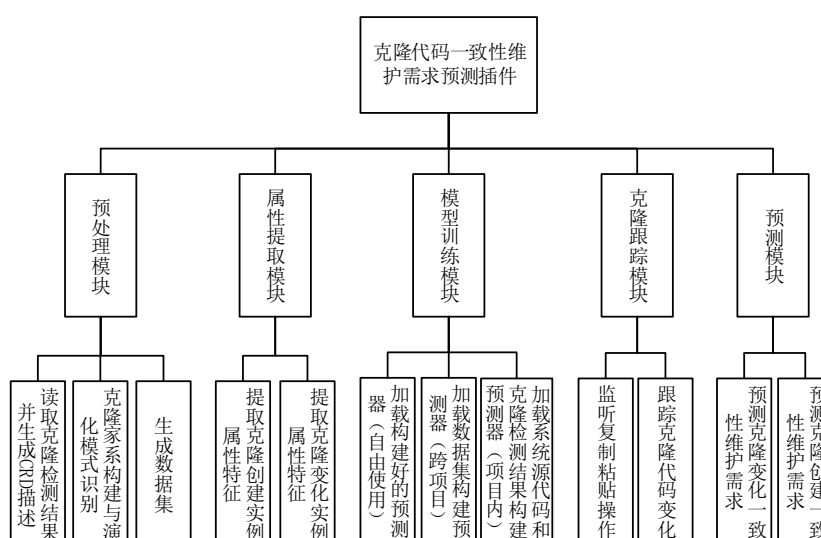 克隆代码一致性维
护需求预测插件
预处理模块
属性提取模块
模型训练模块
克隆跟踪模块
预测模块
读取克隆检测结果
并生成CRD描述
克隆家系构建与演
化模式识别
生成数据集
提取克隆创建实例
属性特征
提取克隆变化实例
属性特征
加载构建好的预测
器（自由使用）
加载数据集构建预
测器（跨项目）
加载系统源代码和
克隆检测结果构建
预测器（项目内）
监听复制粘贴操作
跟踪克隆代码变化
预测克隆变化一致
性维护需求
预测克隆创建一致
性维护需求